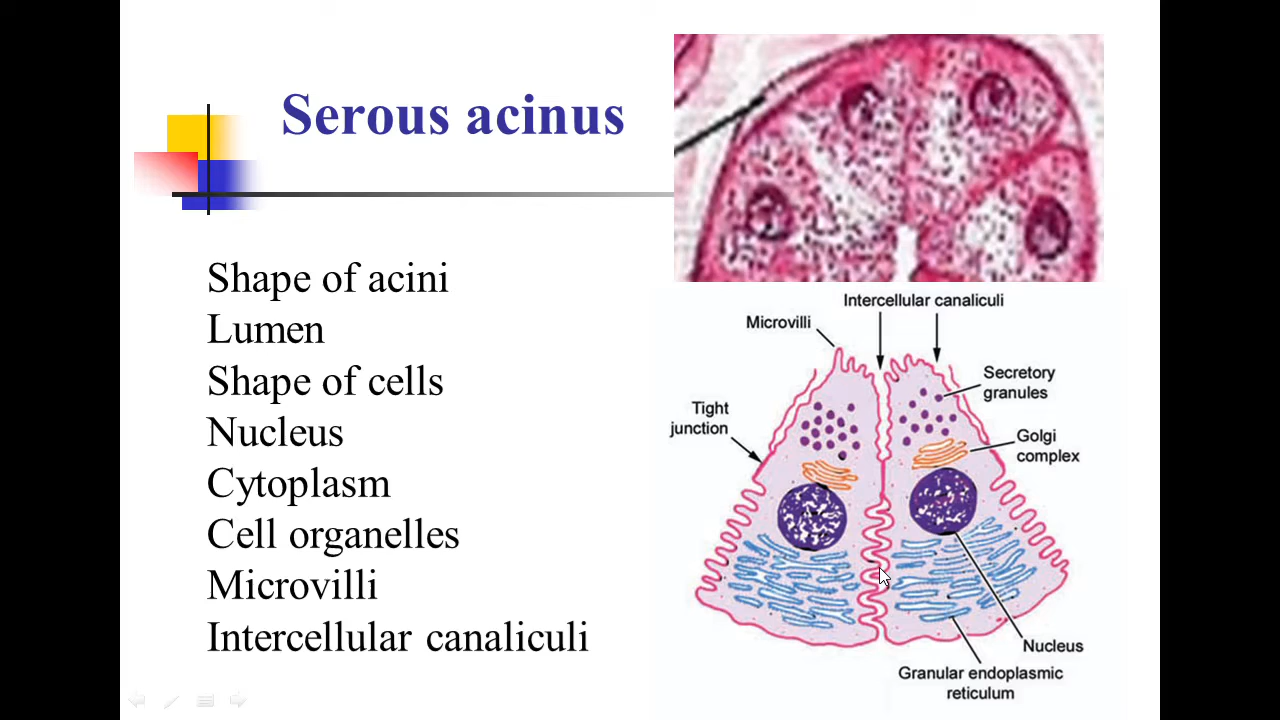 Serous acinus
Shape of acini
Lumen
Shape of cells
Nucleus
Cytoplasm
Cell organelles
Microvilli
Intercellular canaliculi
Intercellular canaliculi
Microvilli
Secretory
granules
Tight
junction
Golgi
complex
Nucleus
Granular endoplasmic
reticulum